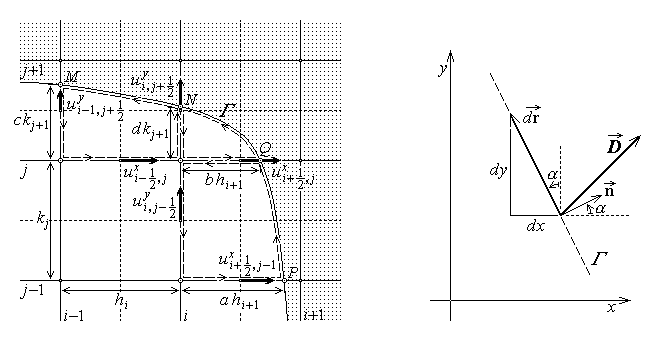 j+1
M
u^y_{i,j+1/2}
u^y_{i-1,j+1/2}
N
Γ
ck_{j+1}
dk_{j+1}
Q
j
u^x_{i-1/2,j}
u^x_{i+1/2,j}
bh_{i+1}
u^y_{i,j-1/2}
k_j
u^x_{i+1/2,j-1}
P
j−1
h_i
ah_{i+1}
i−1
i
i+1
y
dr
D
dy
α
n
α
dx
Γ
x